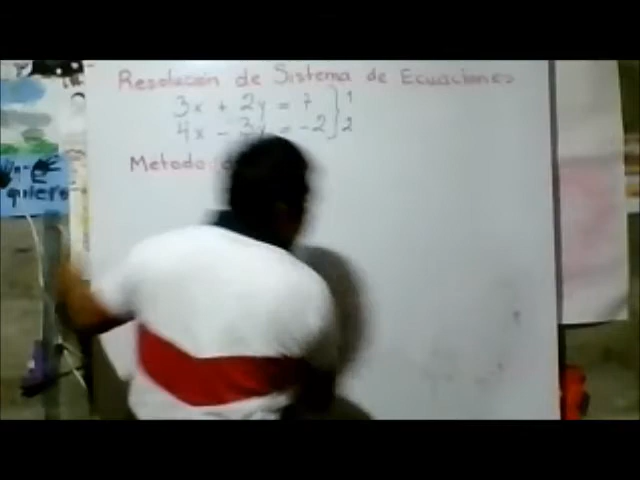 Resolución de Sistema de Ecuaciones
3x + 2y = 7 } 1
4x - 3y = -2 } 2
Metodo
quiero